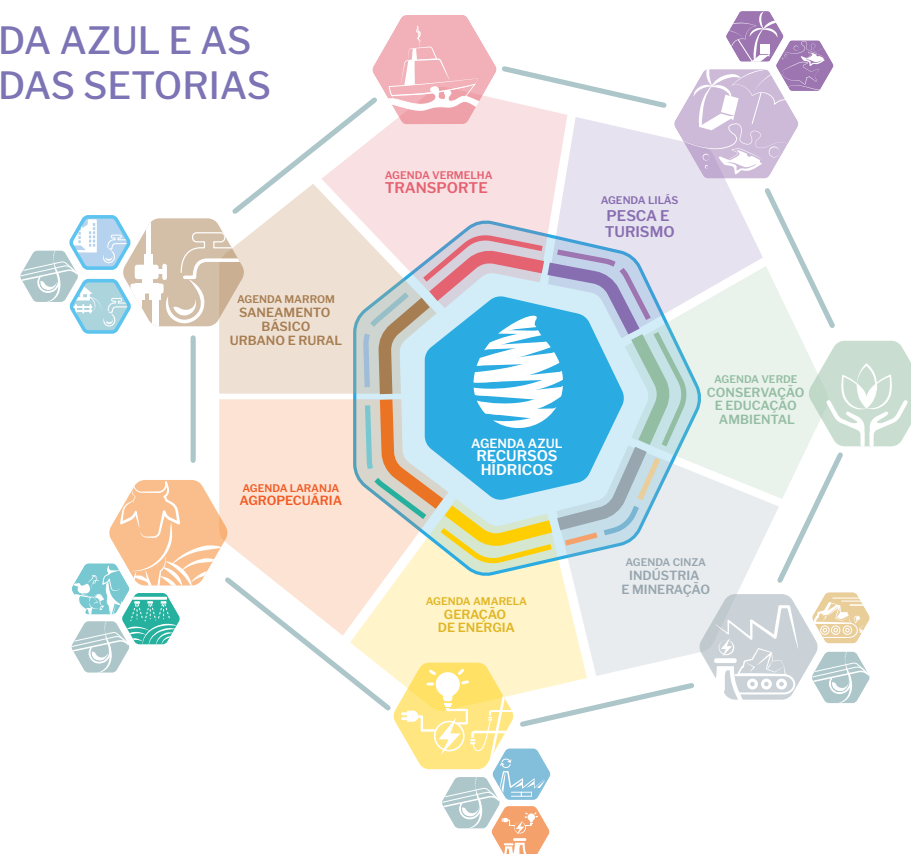 DA AZUL E AS
DAS SETORIAS
AGENDA VERMELHA
TRANSPORTE
AGENDA LILÁS
PESCA E
TURISMO
AGENDA MARROM
SANEAMENTO
BÁSICO
URBANO E RURAL
AGENDA VERDE
CONSERVAÇÃO
E EDUCAÇÃO
AMBIENTAL
AGENDA AZUL
RECURSOS
HÍDRICOS
AGENDA LARANJA
AGROPECUÁRIA
AGENDA CINZA
INDÚSTRIA
E MINERAÇÃO
AGENDA AMARELA
GERAÇÃO
DE ENERGIA